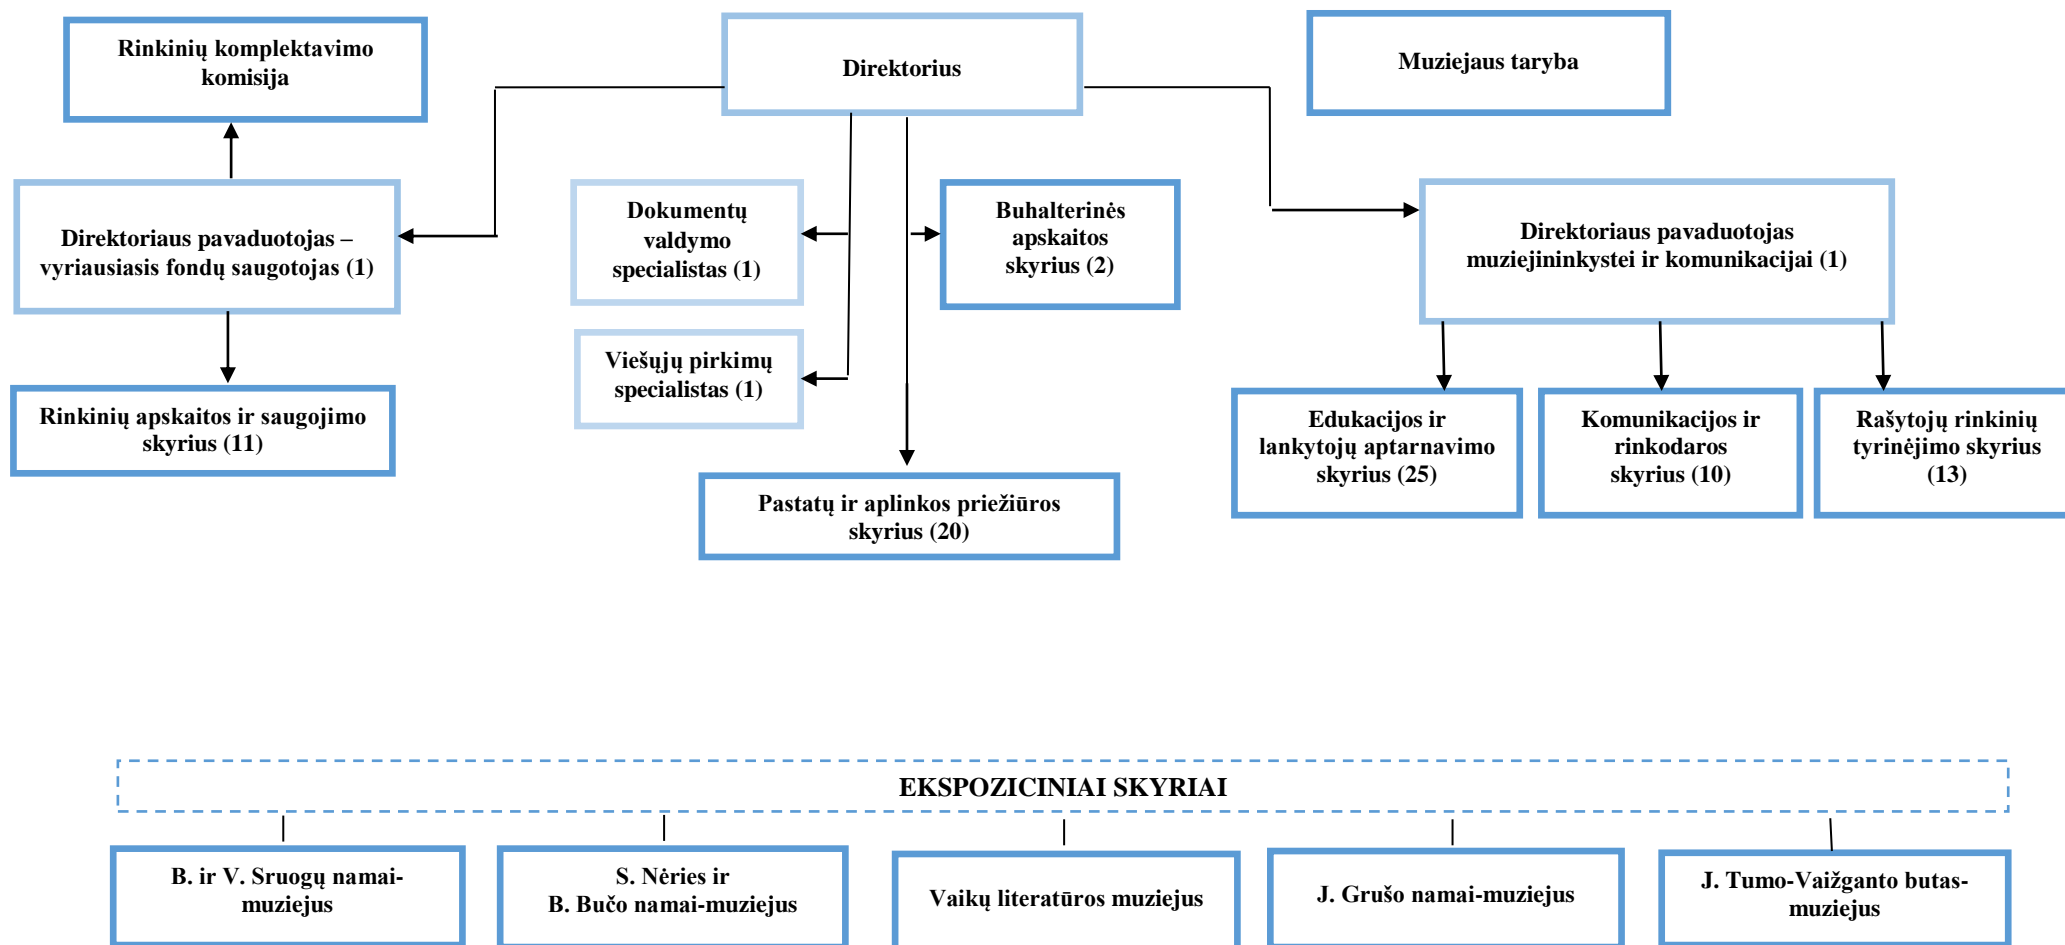 Rinkinių komplektavimo
komisija
Direktorius
Muziejaus taryba
Direktoriaus pavaduotojas –
vyriausiasis fondų saugotojas (1)
Dokumentų
valdymo
specialistas (1)
Buhalterinės
apskaitos
skyrius (2)
Direktoriaus pavaduotojas
muziejininkystei ir komunikacijai (1)
Viešųjų pirkimų
specialistas (1)
Rinkinių apskaitos ir saugojimo
skyrius (11)
Edukacijos ir
lankytojų aptarnavimo
skyrius (25)
Komunikacijos ir
rinkodaros
skyrius (10)
Rašytojų rinkinių
tyrinėjimo skyrius
(13)
Pastatų ir aplinkos priežiūros
skyrius (20)
EKSPOZICINIAI SKYRIAI
B. ir V. Sruogų namai-
muziejus
S. Nėries ir
B. Bučo namai-muziejus
Vaikų literatūros muziejus
J. Grušo namai-muziejus
J. Tumo-Vaižganto butas-
muziejus